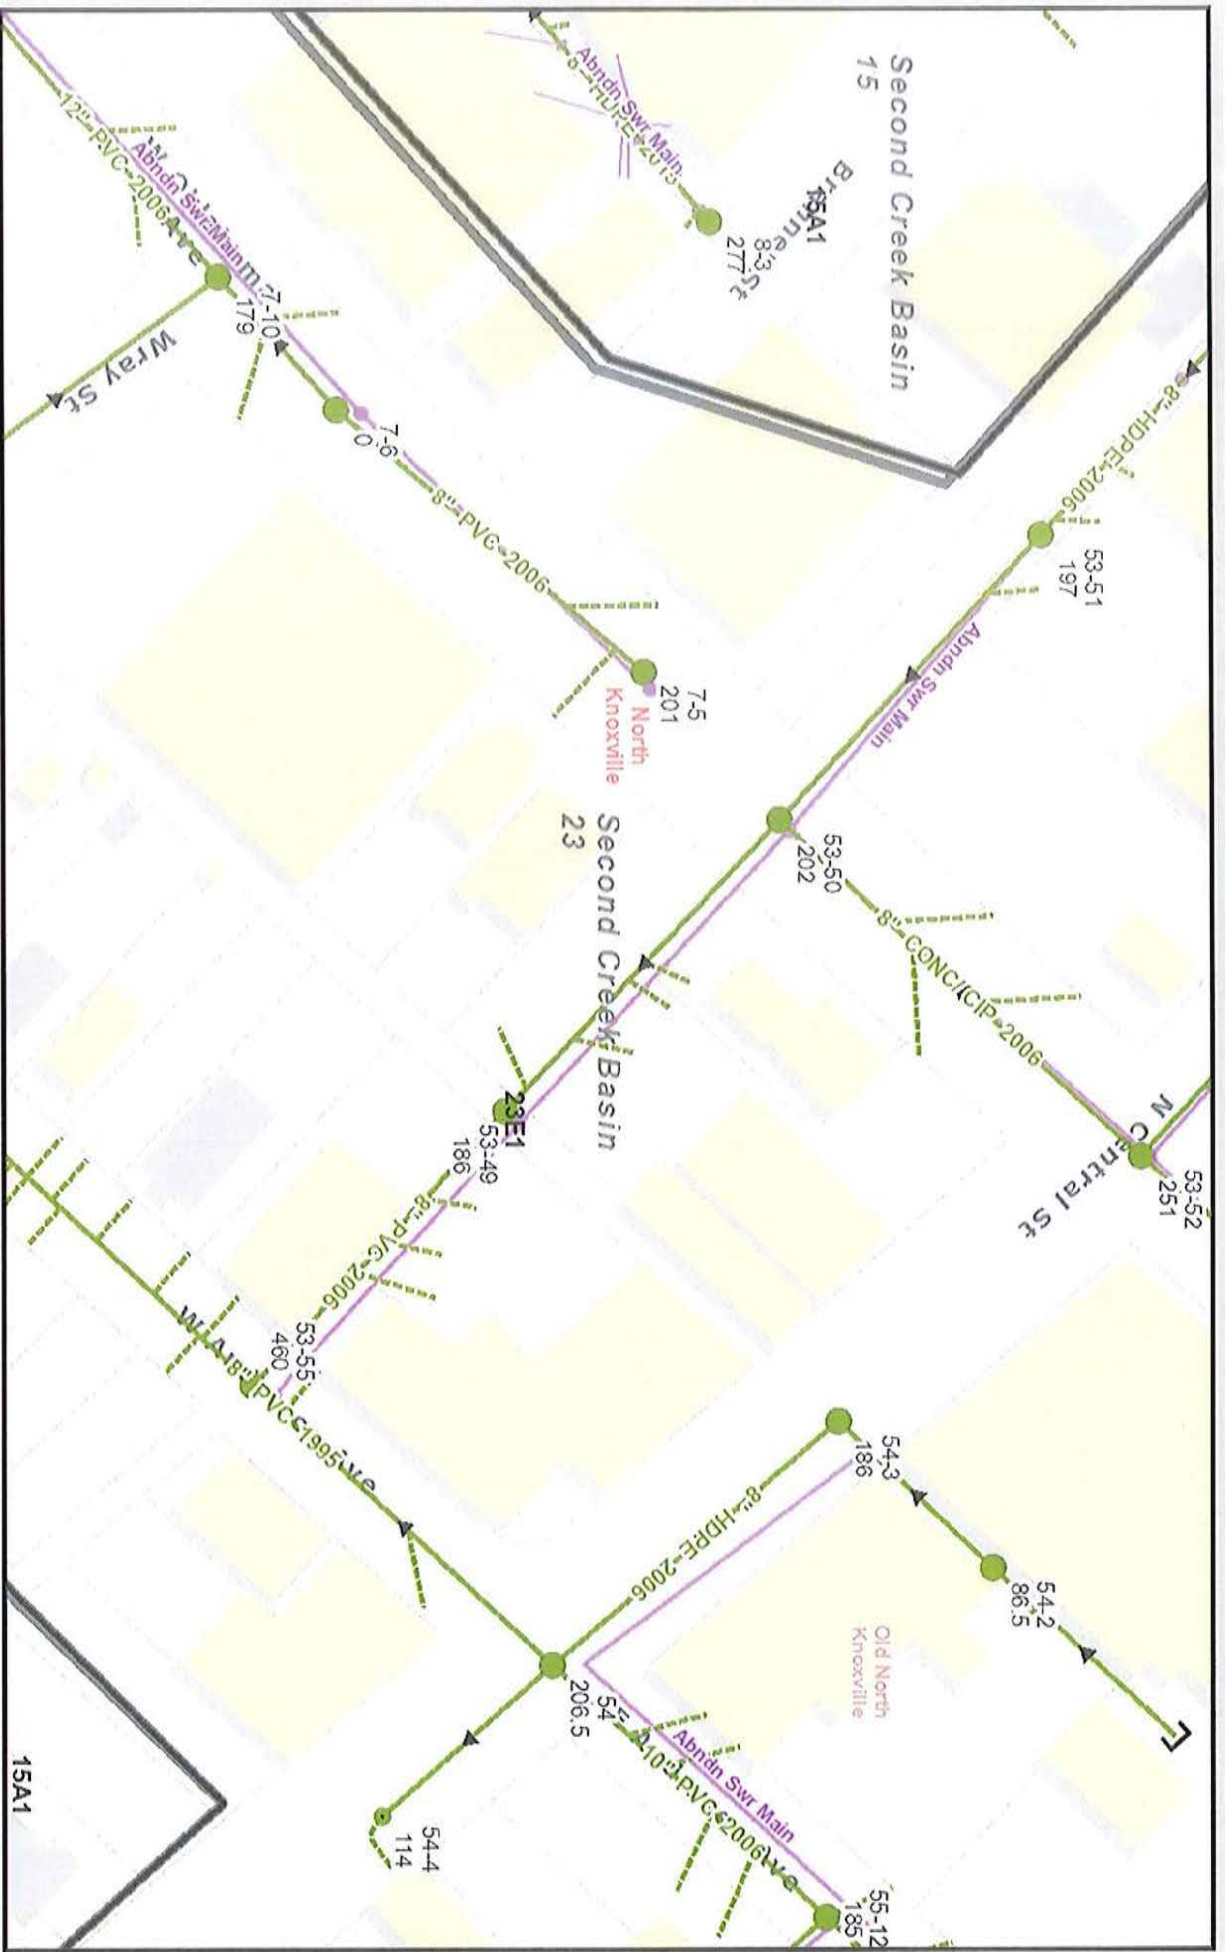 Second Creek Basin
15
Abndn Swr Main
15A1
8-3
277
12"-PVC-2006
Abndn Swr Main
7-10
179
Wray St
7-6
0
8"-PVC-2006
7-5
201
North
Knoxville
8"-HDPE-2006
53-51
197
Abndn Swr Main
53-50
202
8"-CONC/CIP-2006
N Central St
53-52
251
Second Creek Basin
23
23E1
53-49
186
8"-PVC-2006
53-55
460
8"-PVC-1995
54-3
186
54-2
86.5
8"-HDPE-2006
Old North
Knoxville
54
206.5
Abndn Swr Main
10"-PVC-2006
Ave
54-4
114
55-12
185
15A1